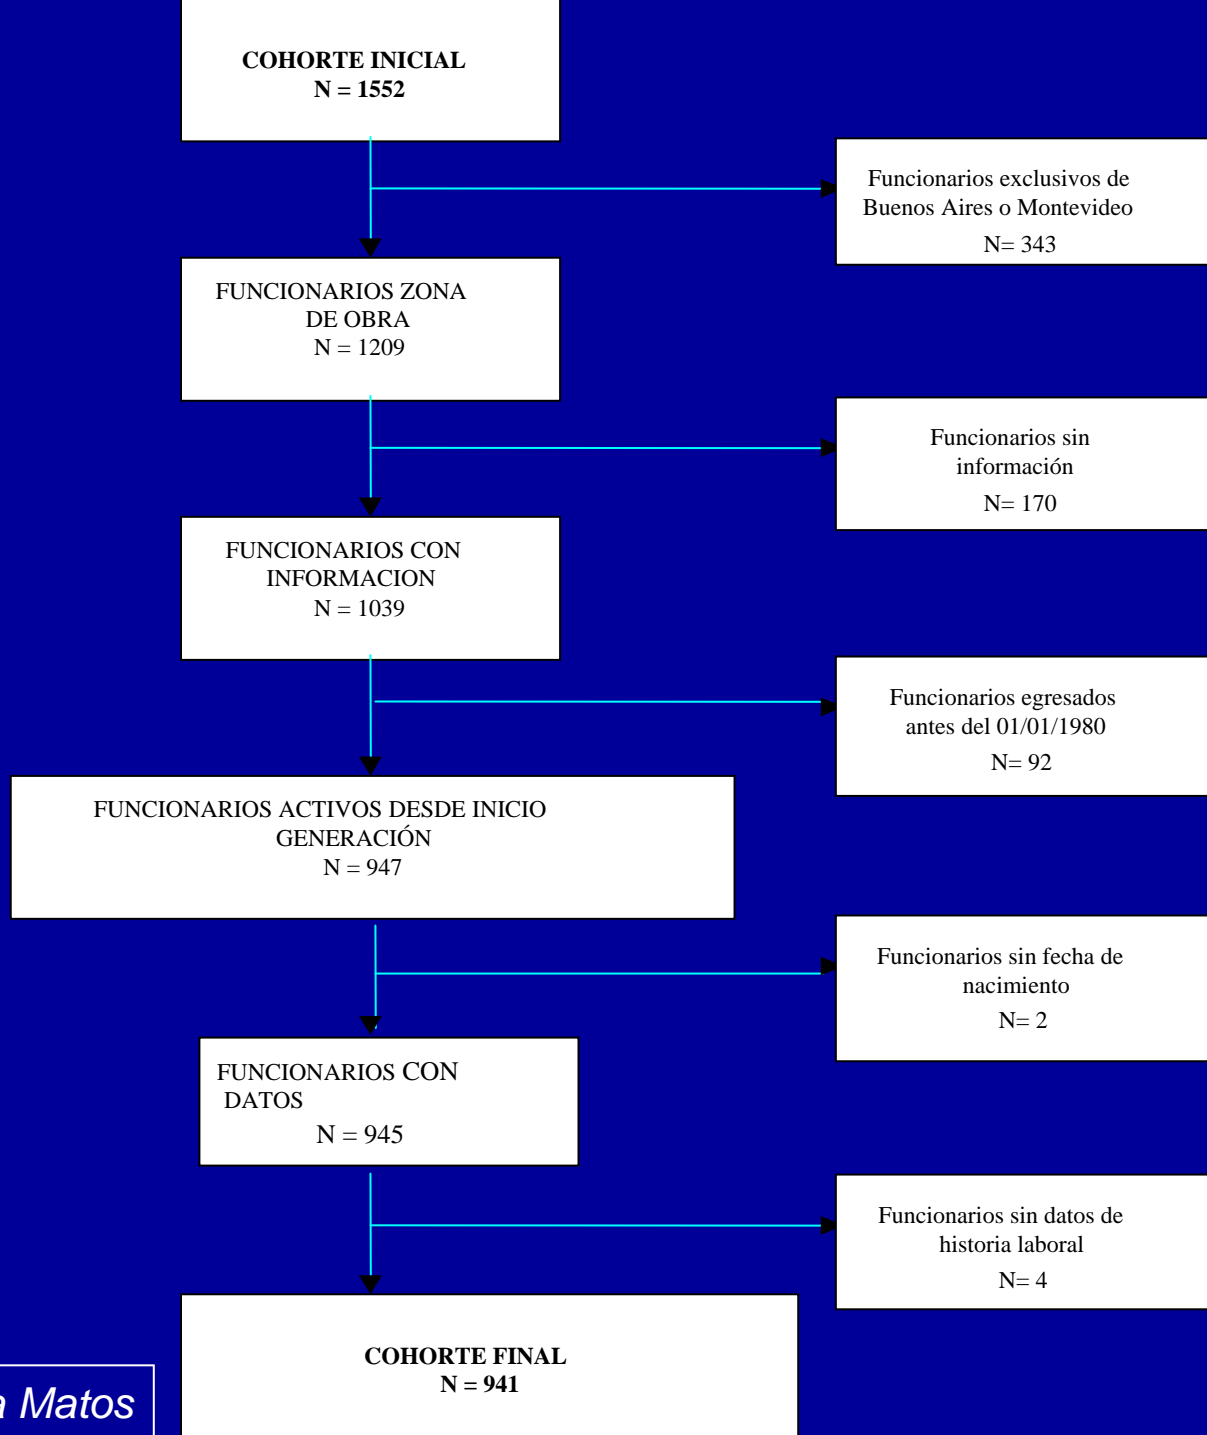 COHORTE INICIAL
N = 1552
Funcionarios exclusivos de
Buenos Aires o Montevideo
N= 343
FUNCIONARIOS ZONA
DE OBRA
N = 1209
Funcionarios sin
información
N= 170
FUNCIONARIOS CON
INFORMACION
N = 1039
Funcionarios egresados
antes del 01/01/1980
N= 92
FUNCIONARIOS ACTIVOS DESDE INICIO
GENERACIÓN
N = 947
Funcionarios sin fecha de
nacimiento
N= 2
FUNCIONARIOS CON
DATOS
N = 945
Funcionarios sin datos de
historia laboral
N= 4
COHORTE FINAL
N = 941
a Matos